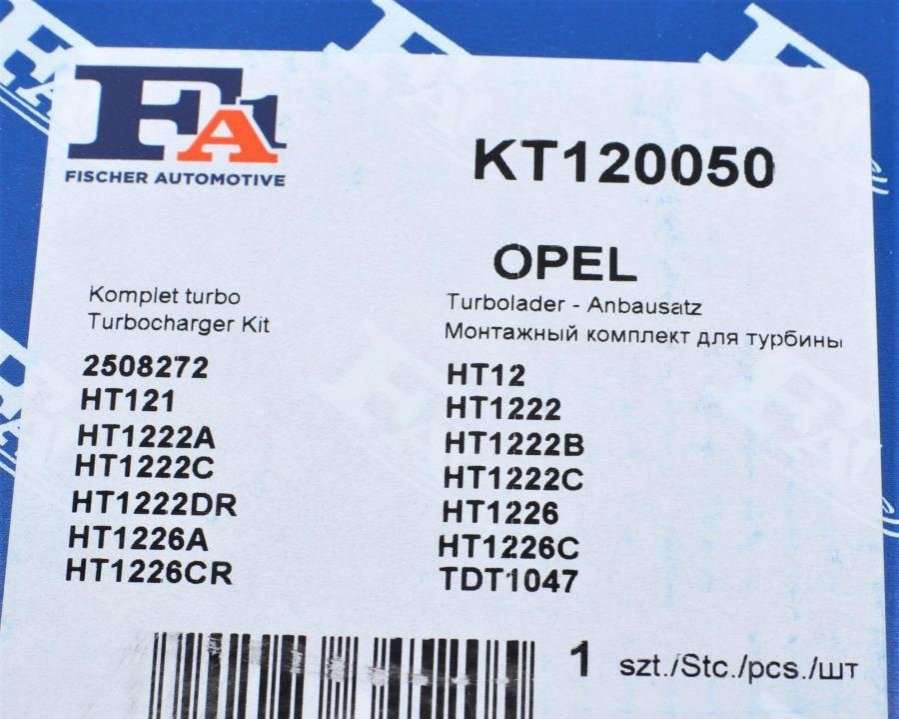 FA1
FISCHER AUTOMOTIVE
KT120050
OPEL
Komplet turbo
Turbocharger Kit
Turbolader - Anbausatz
Монтажный комплект для турбины
2508272
HT121
HT1222A
HT1222C
HT1222DR
HT1226A
HT1226CR
HT12
HT1222
HT1222B
HT1222C
HT1226
HT1226C
TDT1047
1 szt./Stc./pcs./шт